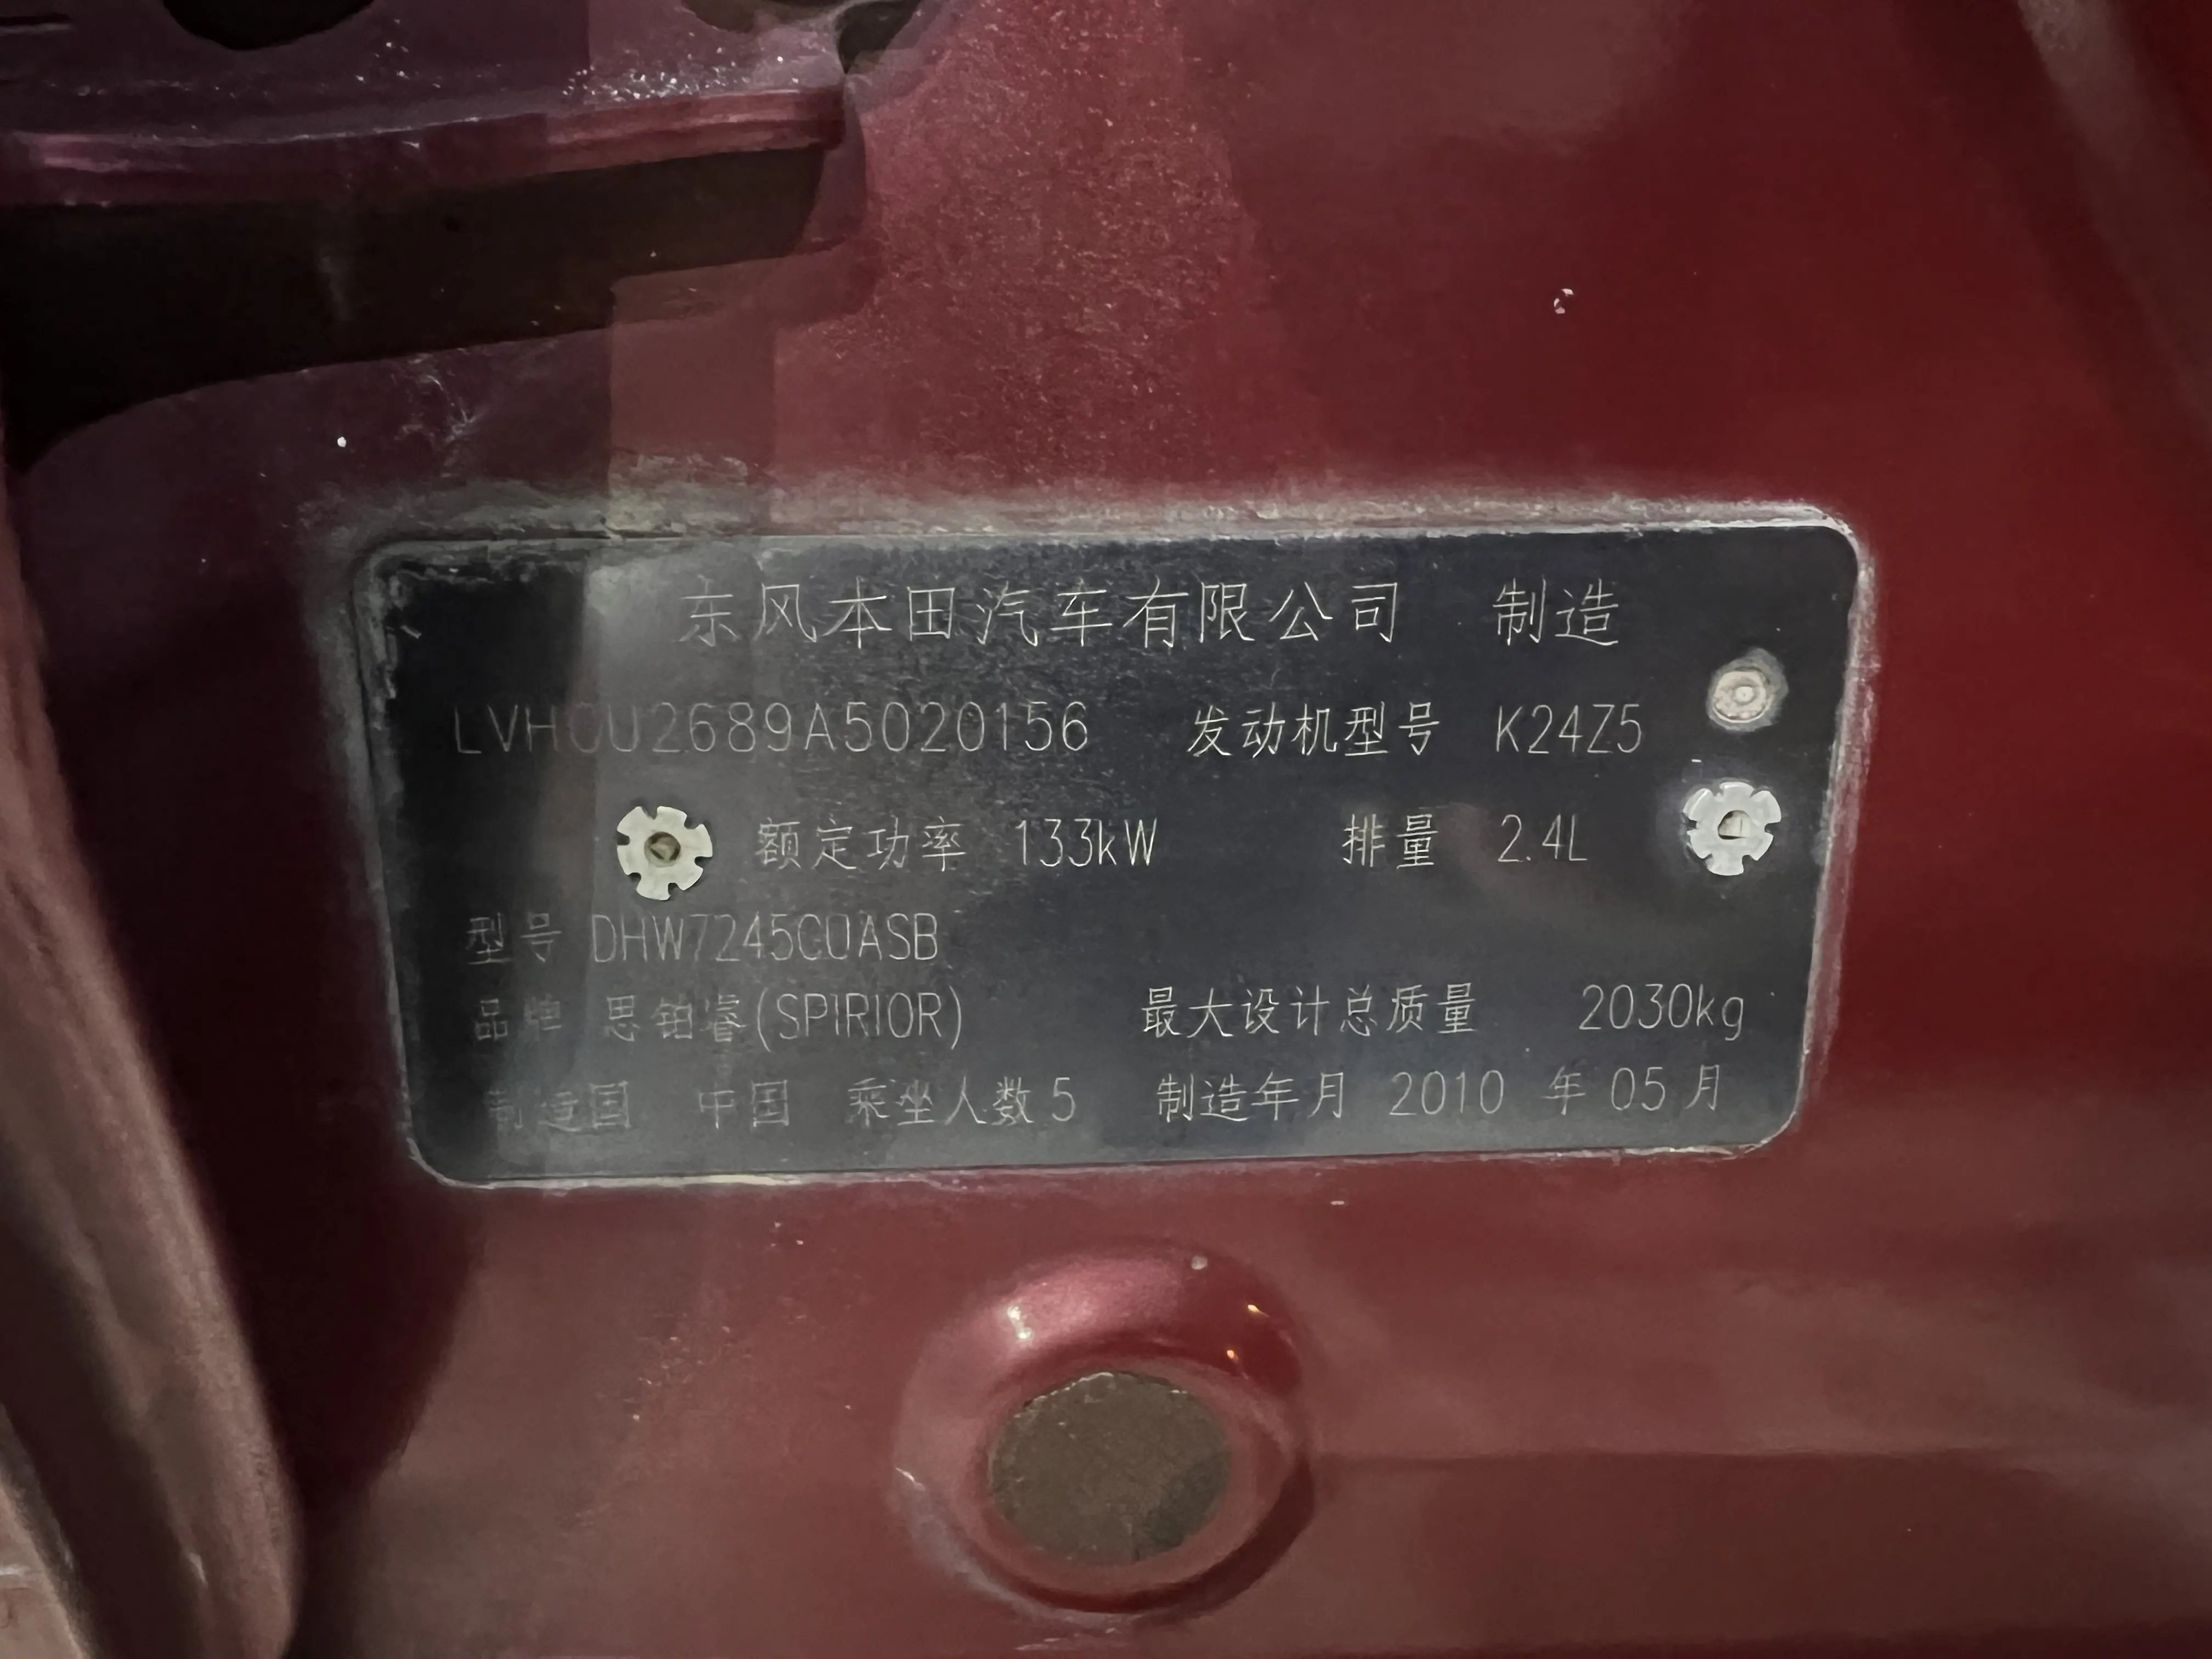 东风本田汽车有限公司 制造
LVHCU2689A5020156 发动机型号 K24Z5
额定功率 133kW 排量 2.4L
型号 DHW7245CUASB
品牌 思铂睿(SPIRIOR) 最大设计总质量 2030kg
制造国 中国 乘坐人数 5 制造年月 2010 年 05 月